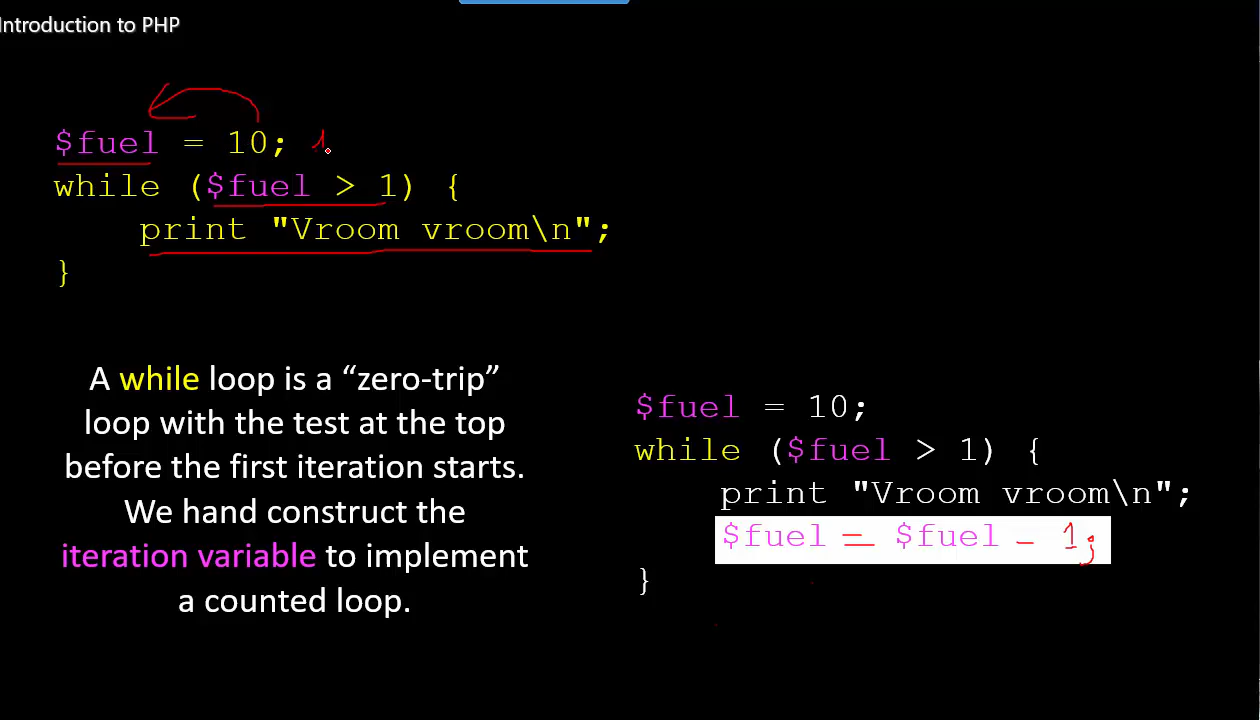 Introduction to PHP
$fuel = 10; 1
while ($fuel > 1) {
print "Vroom vroom\n";
}
A while loop is a “zero-trip”
loop with the test at the top
before the first iteration starts.
We hand construct the
iteration variable to implement
a counted loop.
$fuel = 10;
while ($fuel > 1) {
print "Vroom vroom\n";
$fuel = $fuel - 1;
}